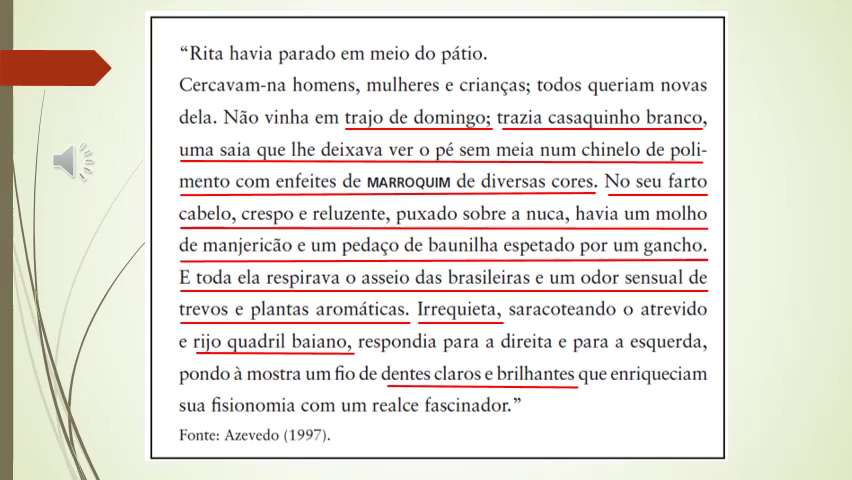 “Rita havia parado em meio do pátio.
Cercavam-na homens, mulheres e crianças; todos queriam novas
dela. Não vinha em trajo de domingo; trazia casaquinho branco,
uma saia que lhe deixava ver o pé sem meia num chinelo de poli-
mento com enfeites de MARROQUIM de diversas cores. No seu farto
cabelo, crespo e reluzente, puxado sobre a nuca, havia um molho
de manjericão e um pedaço de baunilha espetado por um gancho.
E toda ela respirava o asseio das brasileiras e um odor sensual de
trevos e plantas aromáticas. Irrequieta, saracoteando o atrevido
e rijo quadril baiano, respondia para a direita e para a esquerda,
pondo à mostra um fio de dentes claros e brilhantes que enriqueciam
sua fisionomia com um realce fascinador.”
Fonte: Azevedo (1997).